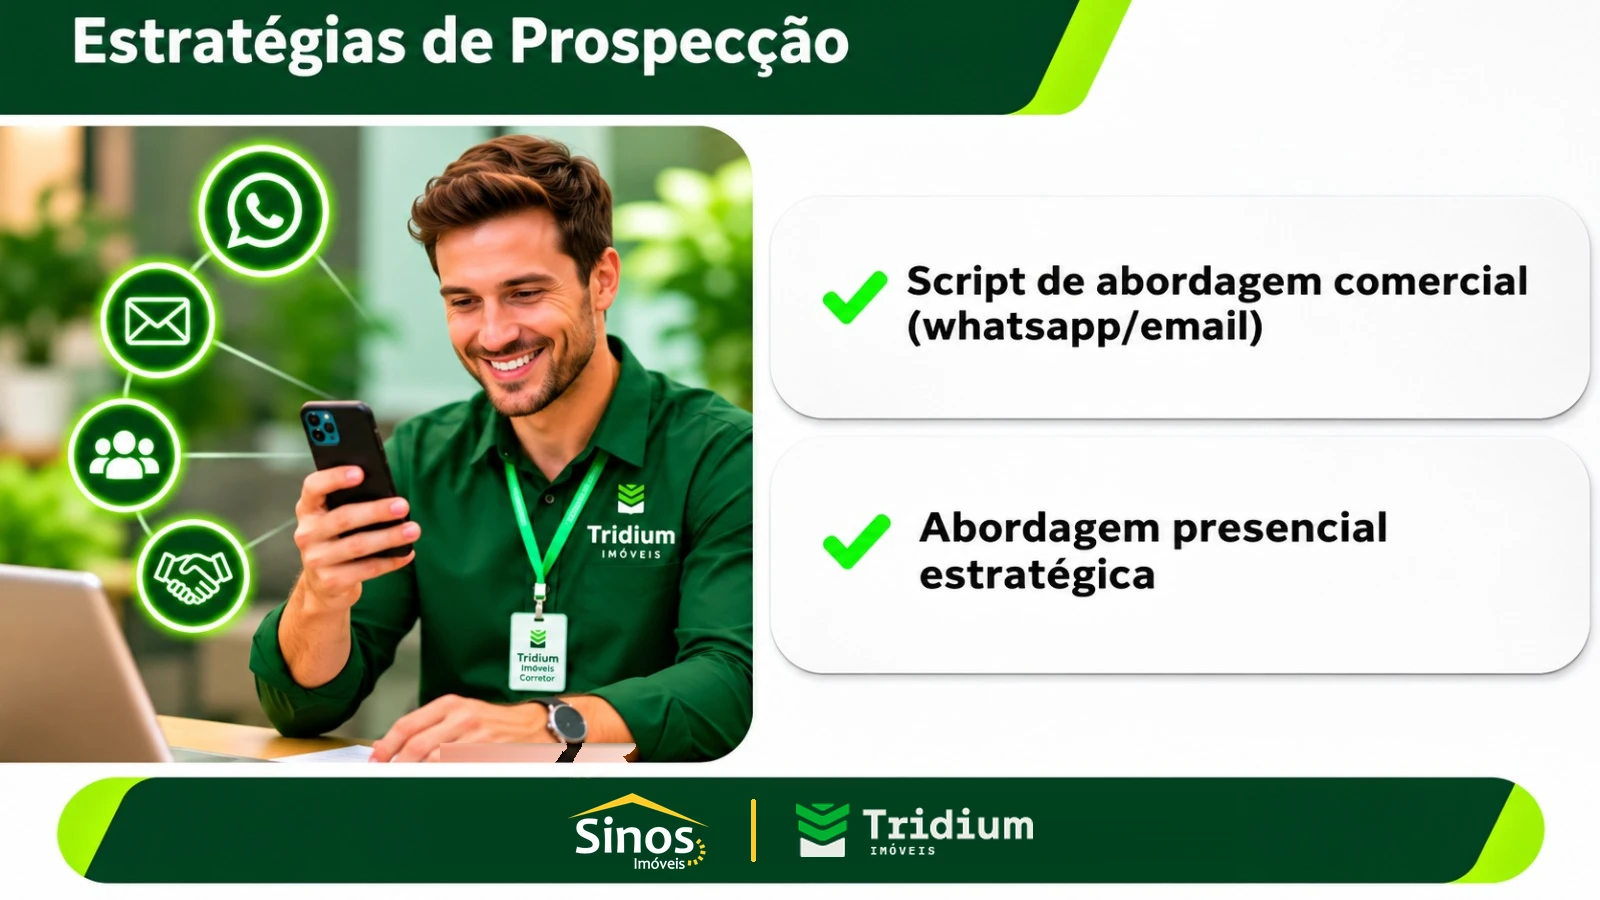 Estratégias de Prospecção
Script de abordagem comercial
(whatsapp/email)
Abordagem presencial
estratégica
Tridium
IMÓVEIS
Tridium
Imóveis
Corretor
Sinos
Imóveis
Tridium
IMÓVEIS